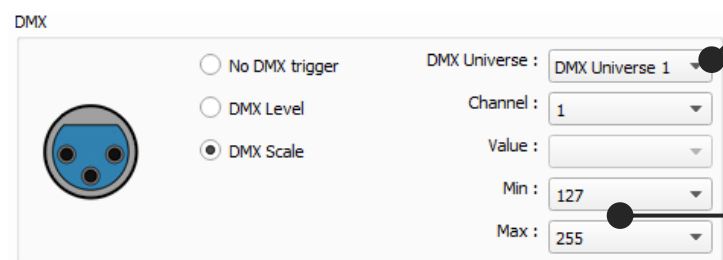 DMX
No DMX trigger
DMX Level
DMX Scale
DMX Universe : DMX Universe 1
Channel : 1
Value :
Min : 127
Max : 255